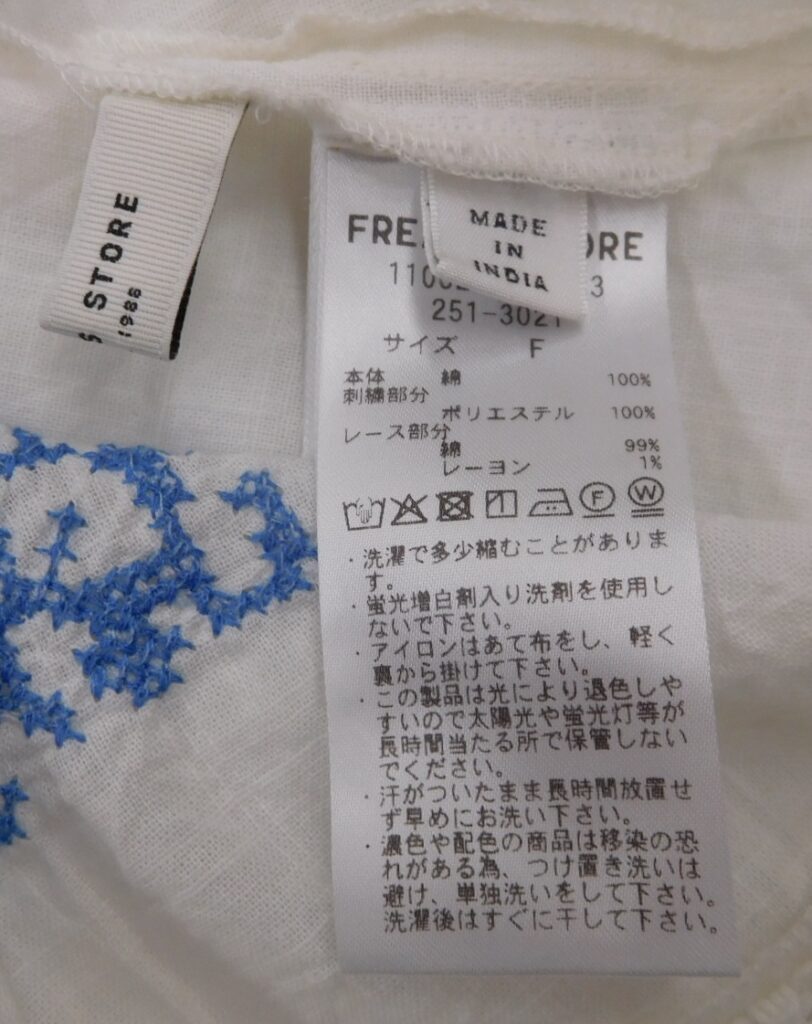 STORE
1986
MADE
IN
INDIA
FRE ORE
1100 3
251-3021
サイズ F
本体 綿 100%
刺繍部分
ポリエステル 100%
レース部分
綿 99%
レーヨン 1%
F W
・洗濯で多少縮むことがありま
す。
・蛍光増白剤入り洗剤を使用し
ないで下さい。
・アイロンはあて布をし、軽く
裏から掛けて下さい。
・この製品は光により退色しや
すいので太陽光や蛍光灯等が
長時間当たる所で保管しない
でください。
・汗がついたまま長時間放置せ
ず早めにお洗い下さい。
・濃色や配色の商品は移染の恐
れがある為、つけ置き洗いは
避け、単独洗いをして下さい。
洗濯後はすぐに干して下さい。